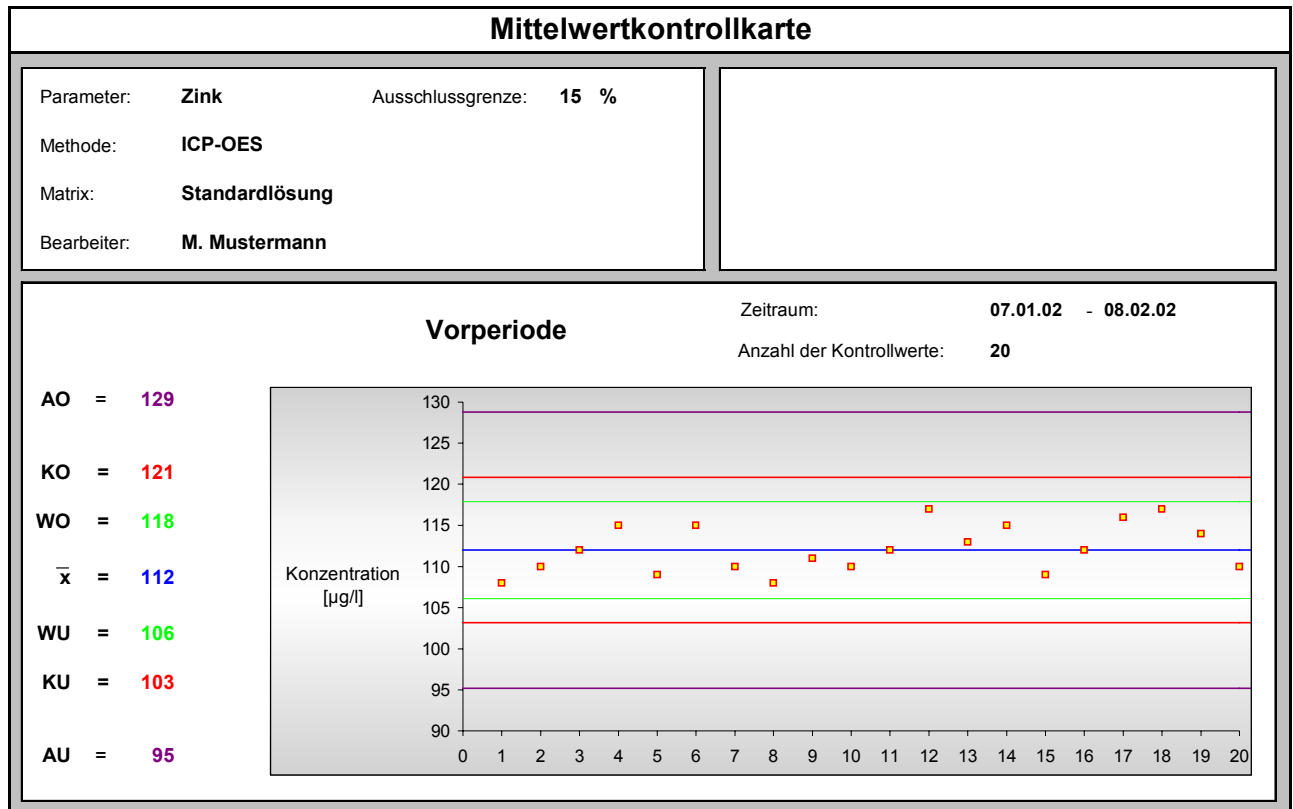 Mittelwertkontrollkarte
Parameter: Zink Ausschlussgrenze: 15 %
Methode: ICP-OES
Matrix: Standardlösung
Bearbeiter: M. Mustermann
Vorperiode
Zeitraum: 07.01.02 - 08.02.02
Anzahl der Kontrollwerte: 20
AO = 129
KO = 121
WO = 118
x̅ = 112
WU = 106
KU = 103
AU = 95
Konzentration
[µg/l]
130
125
120
115
110
105
100
95
90
0 1 2 3 4 5 6 7 8 9 10 11 12 13 14 15 16 17 18 19 20